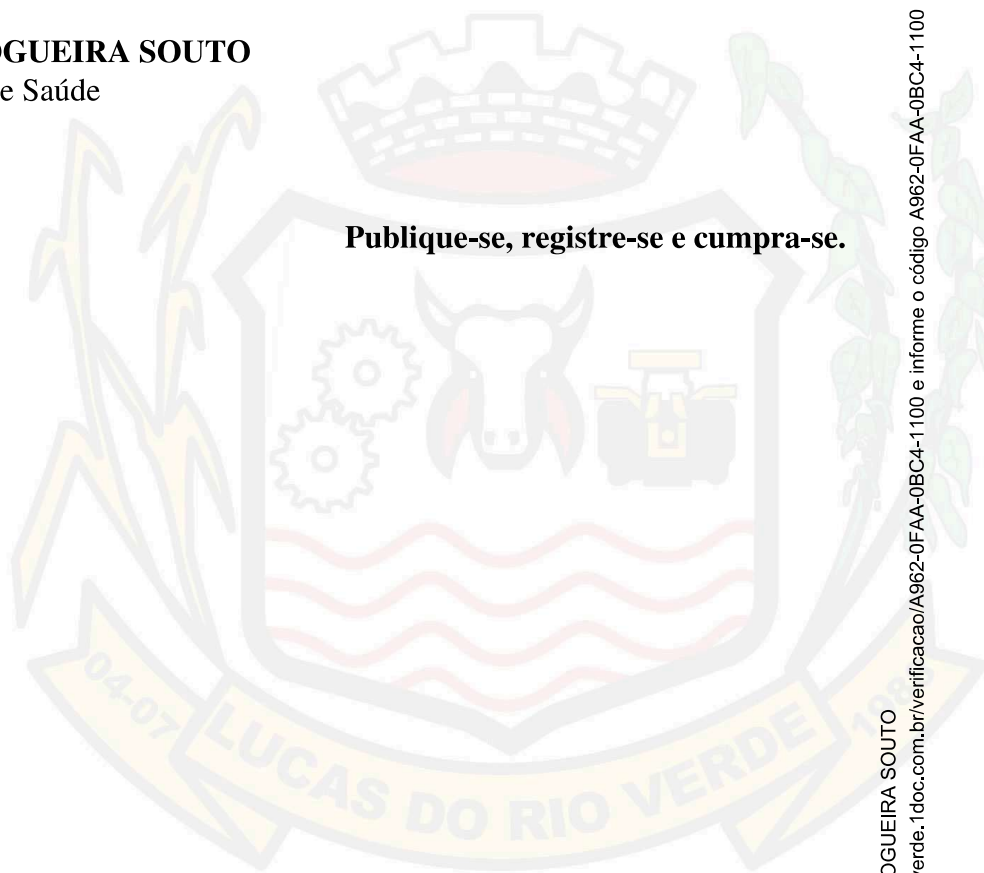 OGUEIRA SOUTO
e Saúde
Publique-se, registre-se e cumpra-se.
04-07
LUCAS DO RIO VERDE
198
OGUEIRA SOUTO
verde.1doc.com.br/verificacao/A962-0FAA-0BC4-1100 e informe o código A962-0FAA-0BC4-1100